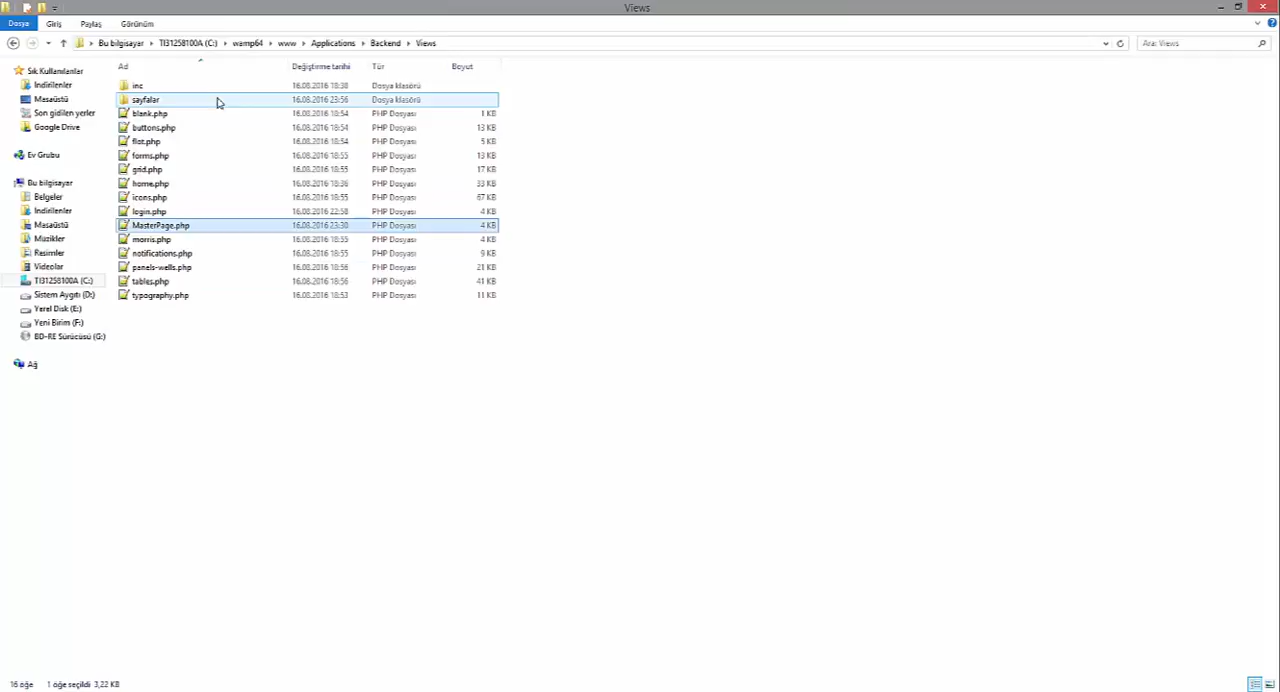 Views
Dosya Giriş Paylaş Görünüm
Bu bilgisayar TI31258100A (C:) wamp64 www Applications Backend Views Ara: Views
Ad Değiştirme tarihi Tür Boyut
Sık Kullanılanlar
İndirilenler
Masaüstü
Son gidilen yerler
Google Drive
Ev Grubu
Bu bilgisayar
Belgeler
İndirilenler
Masaüstü
Müzikler
Resimler
Videolar
TI31258100A (C:)
Sistem Aygıtı (D:)
Yerel Disk (E:)
Yeni Birim (F:)
BD-RE Sürücüsü (G:)
Ağ
inc 16.08.2016 18:38 Dosya klasörü
sayfalar 16.08.2016 23:56 Dosya klasörü
blank.php 16.08.2016 18:54 PHP Dosyası 1 KB
buttons.php 16.08.2016 18:54 PHP Dosyası 13 KB
flot.php 16.08.2016 18:54 PHP Dosyası 5 KB
forms.php 16.08.2016 18:55 PHP Dosyası 13 KB
grid.php 16.08.2016 18:55 PHP Dosyası 17 KB
home.php 16.08.2016 18:36 PHP Dosyası 33 KB
icons.php 16.08.2016 18:55 PHP Dosyası 67 KB
login.php 16.08.2016 22:58 PHP Dosyası 4 KB
MasterPage.php 16.08.2016 23:30 PHP Dosyası 4 KB
morris.php 16.08.2016 18:55 PHP Dosyası 4 KB
notifications.php 16.08.2016 18:55 PHP Dosyası 9 KB
panels-wells.php 16.08.2016 18:56 PHP Dosyası 21 KB
tables.php 16.08.2016 18:56 PHP Dosyası 41 KB
typography.php 16.08.2016 18:53 PHP Dosyası 11 KB
16 öğe 1 öğe seçildi 3,22 KB